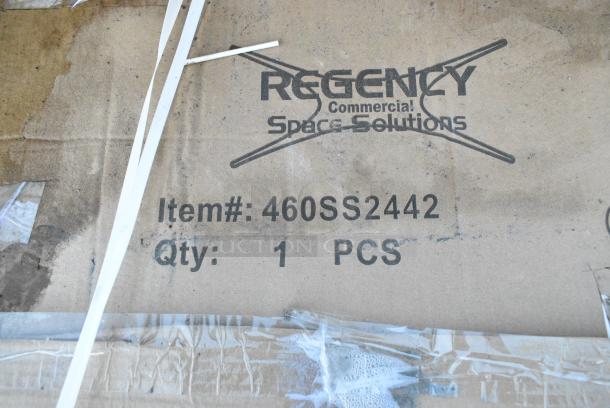 REGENCY
Commercial
Space Solutions
Item#: 460SS2442
Qty: 1 PCS